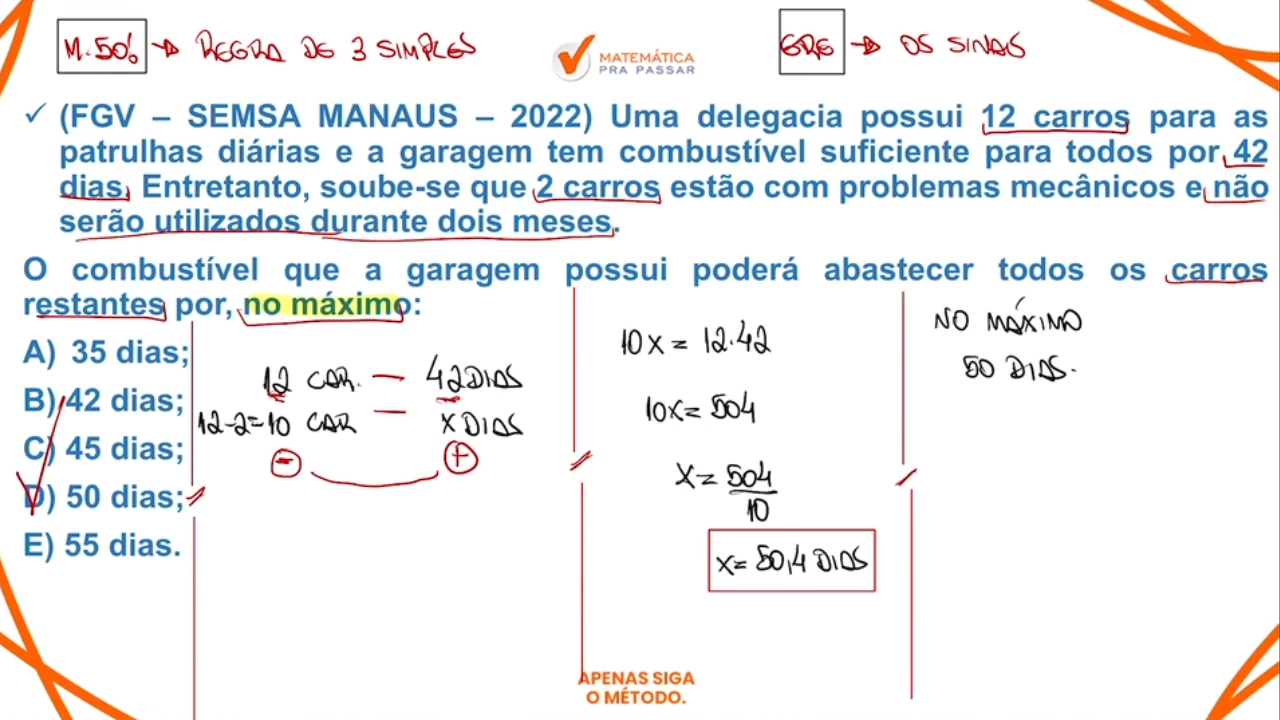 M.50% → REGRA DE 3 SIMPLES
MATEMÁTICA
PRA PASSAR
GRE → OS SINAIS
✓ (FGV – SEMSA MANAUS – 2022) Uma delegacia possui 12 carros para as
patrulhas diárias e a garagem tem combustível suficiente para todos por 42
dias. Entretanto, soube-se que 2 carros estão com problemas mecânicos e não
serão utilizados durante dois meses.
O combustível que a garagem possui poderá abastecer todos os carros
restantes por, no máximo:
A) 35 dias;
B) 42 dias;
C) 45 dias;
D) 50 dias;
E) 55 dias.
12 CAR. — 42 DIAS
12-2=10 CAR — X DIAS
- +
10X = 12.42
10X = 504
X = 504
10
X = 50,4 DIAS
NO MÁXIMO
50 DIAS.
APENAS SIGA
O MÉTODO.